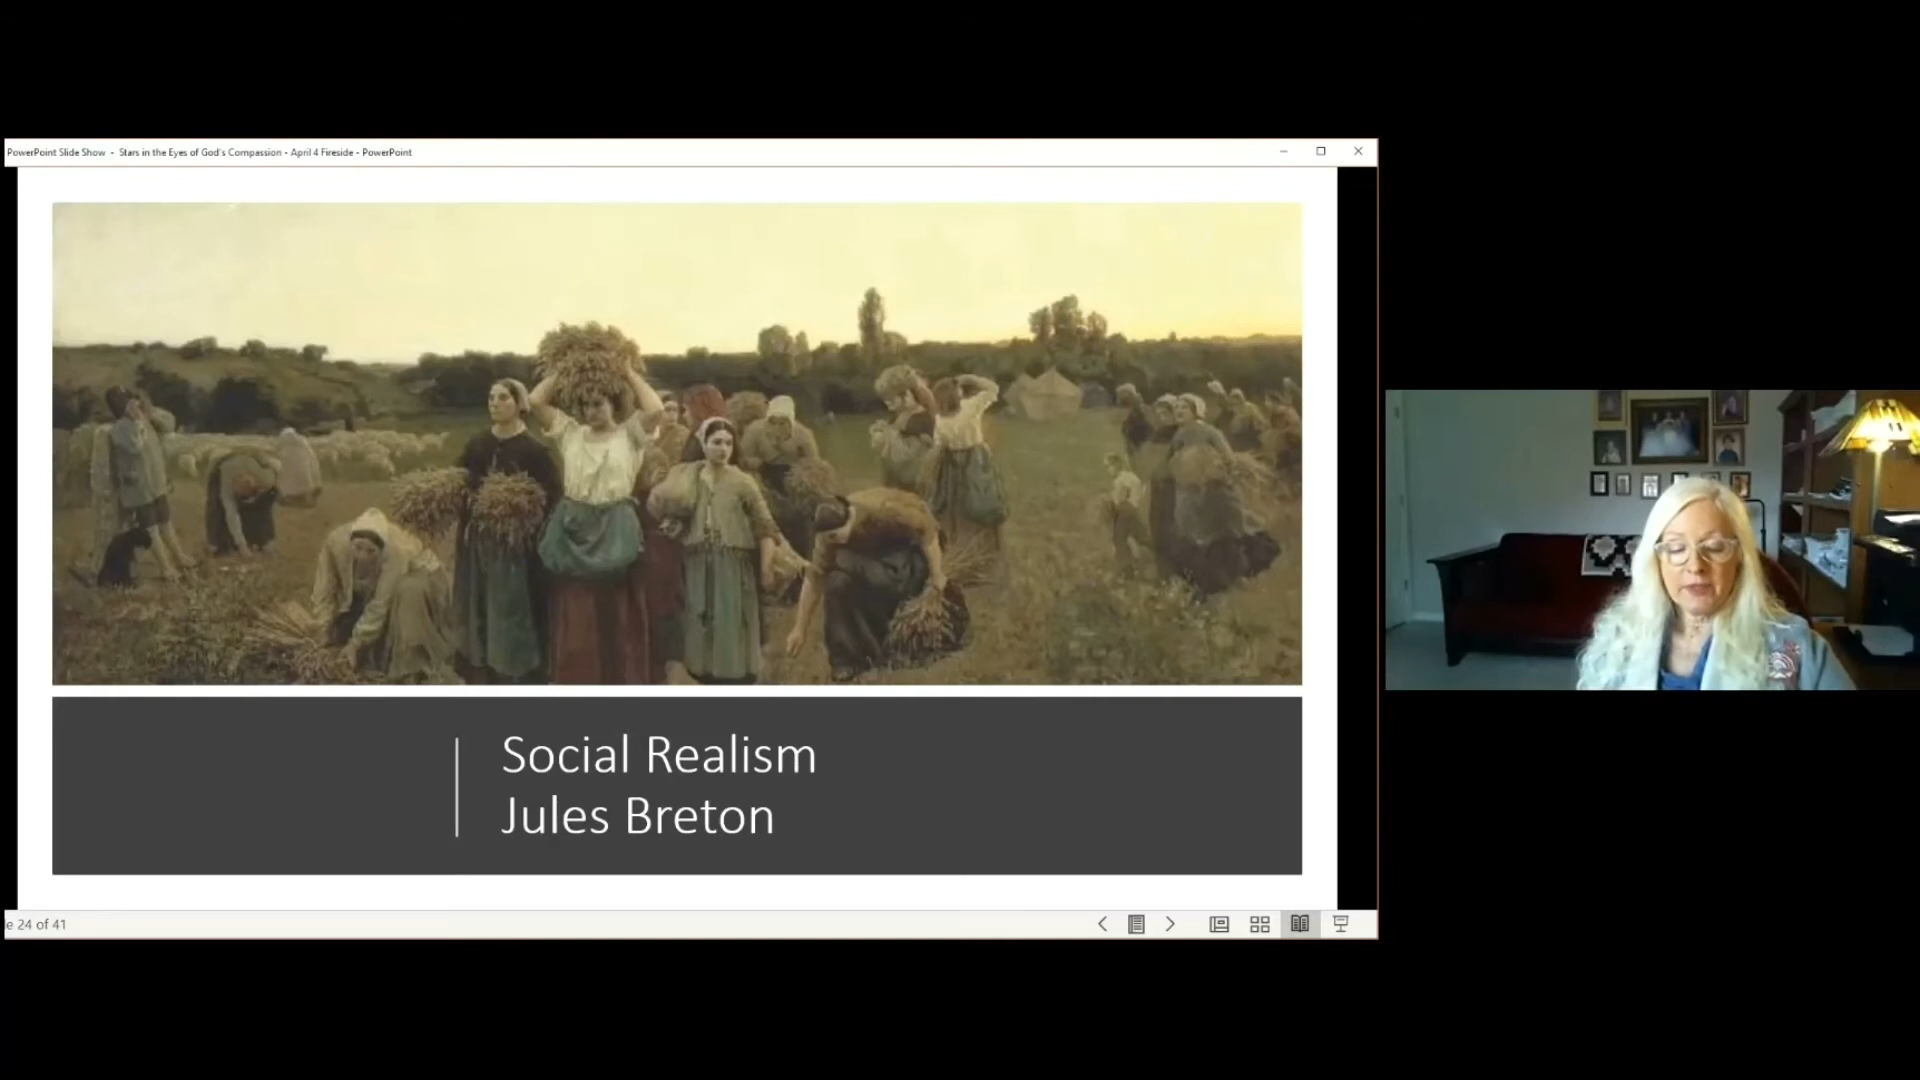 PowerPoint Slide Show - Stars in the Eyes of God's Compassion - April 4 Fireside - PowerPoint
Social Realism
Jules Breton
e 24 of 41